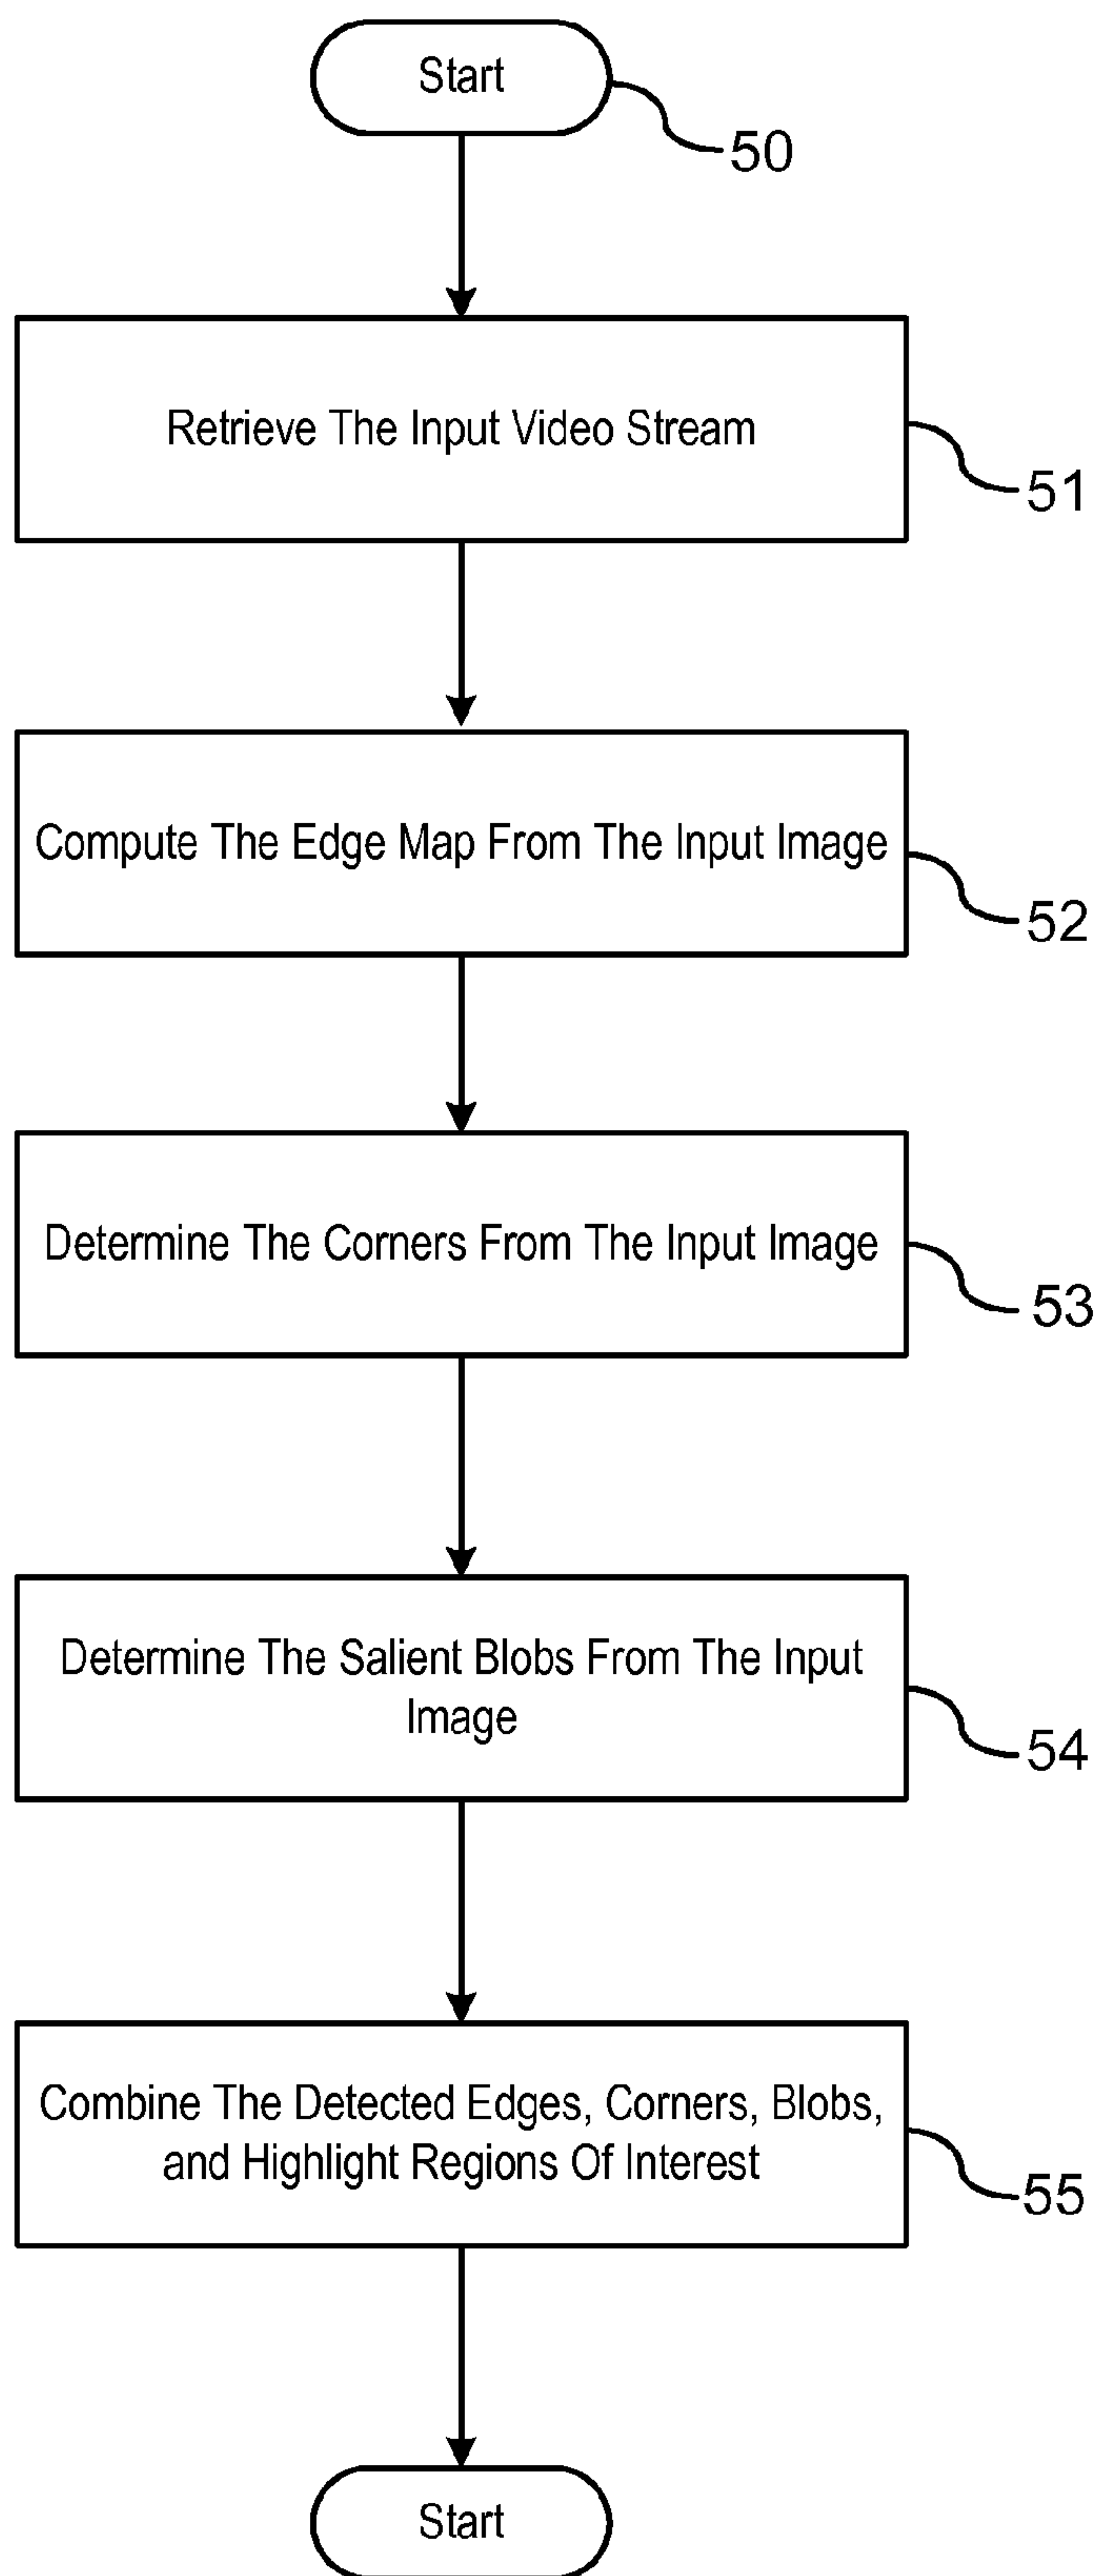 Start
50
Retrieve The Input Video Stream
51
Compute The Edge Map From The Input Image
52
Determine The Corners From The Input Image
53
Determine The Salient Blobs From The Input
Image
54
Combine The Detected Edges, Corners, Blobs,
and Highlight Regions Of Interest
55
Start